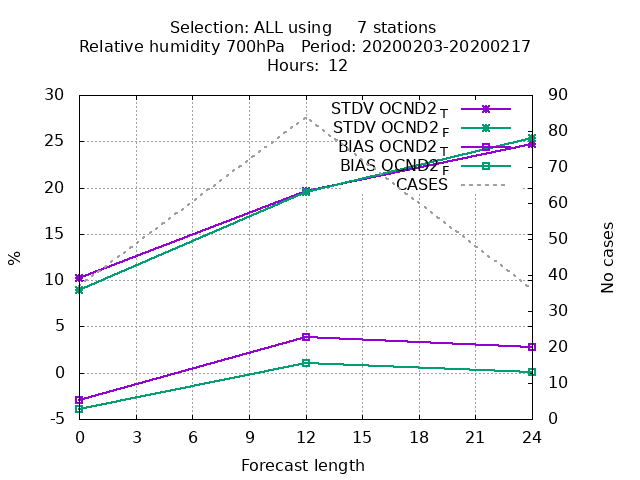 Selection: ALL using     7 stations
Relative humidity 700hPa   Period: 20200203-20200217
Hours: 12
30
25
20
15
10
5
0
-5
%
90
80
70
60
50
40
30
20
10
0
No cases
STDV OCND2 T
STDV OCND2 F
BIAS OCND2 T
BIAS OCND2 F
CASES
0 3 6 9 12 15 18 21 24
Forecast length